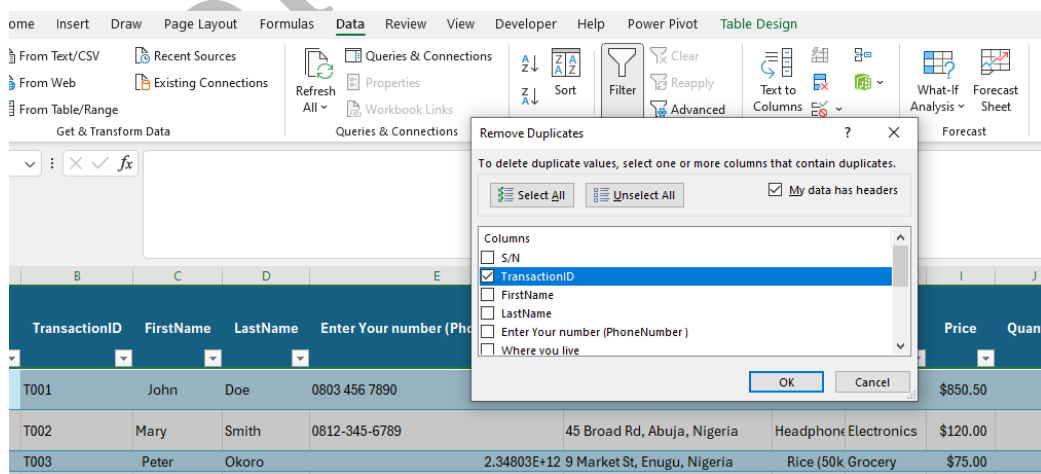 ome Insert Draw Page Layout Formulas Data Review View Developer Help Power Pivot Table Design
From Text/CSV Recent Sources Queries & Connections Clear
From Web Existing Connections Refresh All Properties Sort Filter Reapply Text to Columns What-If Analysis Forecast Sheet
From Table/Range Workbook Links Advanced
Get & Transform Data Queries & Connections Forecast
Remove Duplicates ? X
To delete duplicate values, select one or more columns that contain duplicates.
Select All Unselect All My data has headers
Columns
S/N
TransactionID
FirstName
LastName
Enter Your number (PhoneNumber )
Where you live
OK Cancel
fx
B C D E I J
TransactionID FirstName LastName Enter Your number (Pho Price Quan
T001 John Doe 0803 456 7890 $850.50
T002 Mary Smith 0812-345-6789 45 Broad Rd, Abuja, Nigeria Headphone Electronics $120.00
T003 Peter Okoro 2.34803E+12 9 Market St, Enugu, Nigeria Rice (50k Grocery $75.00